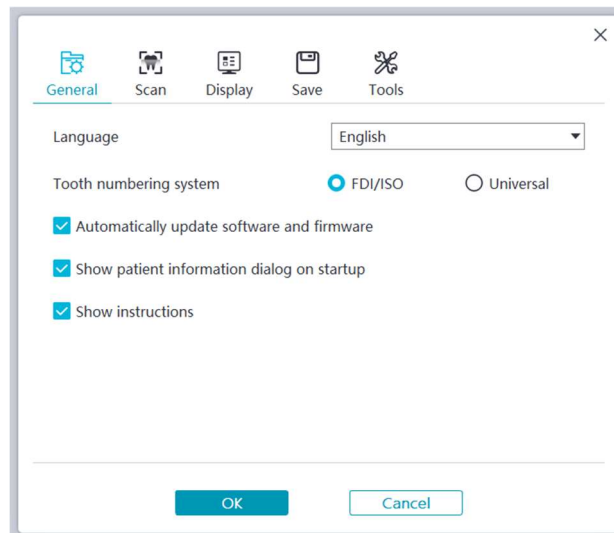 General Scan Display Save Tools
Language English
Tooth numbering system FDI/ISO Universal
Automatically update software and firmware
Show patient information dialog on startup
Show instructions
OK Cancel